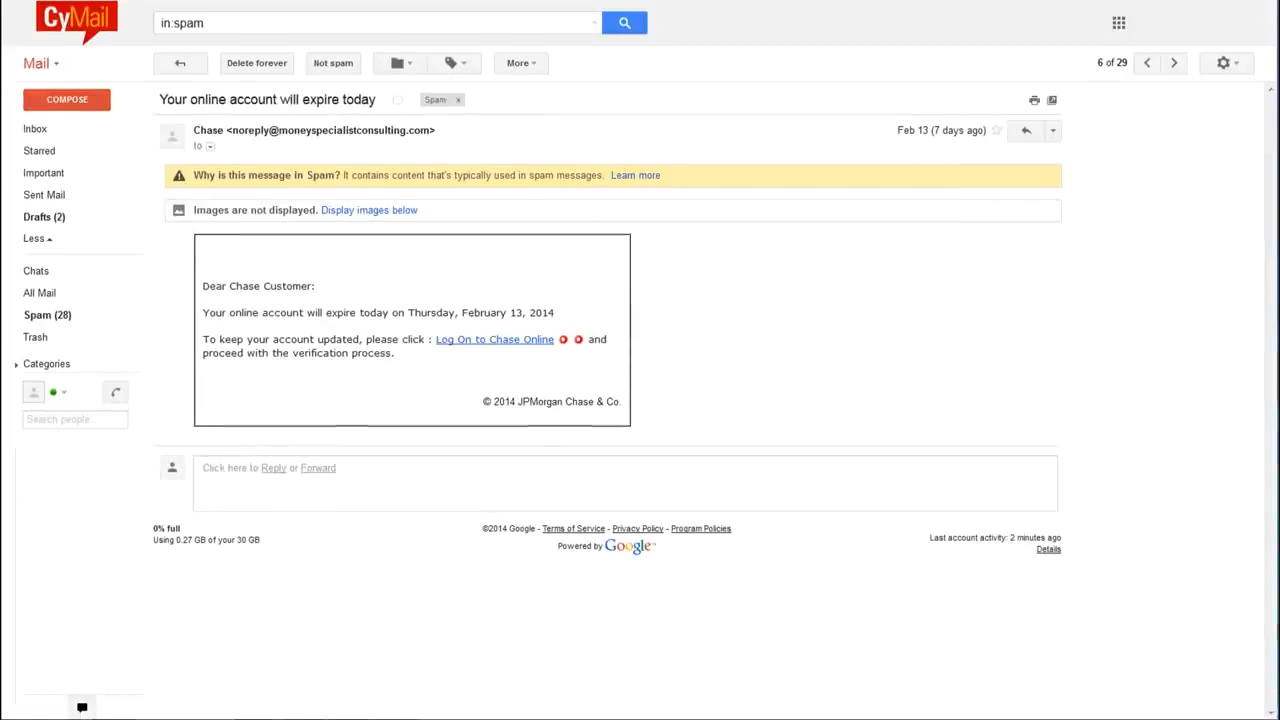 CyMail
in:spam
Mail
Delete forever
Not spam
More
6 of 29
COMPOSE
Your online account will expire today
Spam x
Inbox
Chase <noreply@moneyspecialistconsulting.com>
Feb 13 (7 days ago)
to
Starred
Important
Why is this message in Spam? It contains content that's typically used in spam messages. Learn more
Sent Mail
Images are not displayed. Display images below
Drafts (2)
Less
Chats
All Mail
Spam (28)
Trash
Categories
Search people...
Dear Chase Customer:
Your online account will expire today on Thursday, February 13, 2014
To keep your account updated, please click : Log On to Chase Online and
proceed with the verification process.
© 2014 JPMorgan Chase & Co.
Click here to Reply or Forward
0% full
Using 0.27 GB of your 30 GB
©2014 Google - Terms of Service - Privacy Policy - Program Policies
Powered by Google™
Last account activity: 2 minutes ago
Details